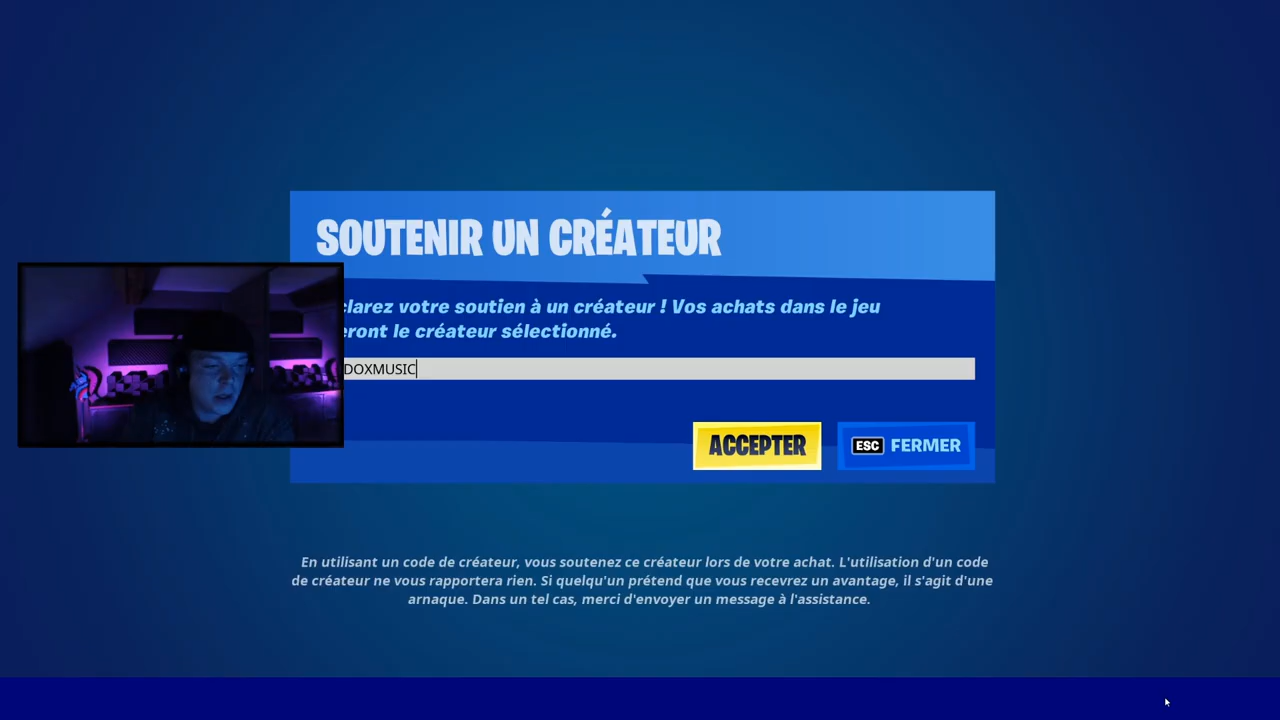 SOUTENIR UN CRÉATEUR
votre soutien à un créateur ! Vos achats dans le jeu
le créateur sélectionné.
ACCEPTER
ESC FERMER
En utilisant un code de créateur, vous soutenez ce créateur lors de votre achat. L'utilisation d'un code
de créateur ne vous rapportera rien. Si quelqu'un prétend que vous recevrez un avantage, il s'agit d'une
arnaque. Dans un tel cas, merci d'envoyer un message à l'assistance.